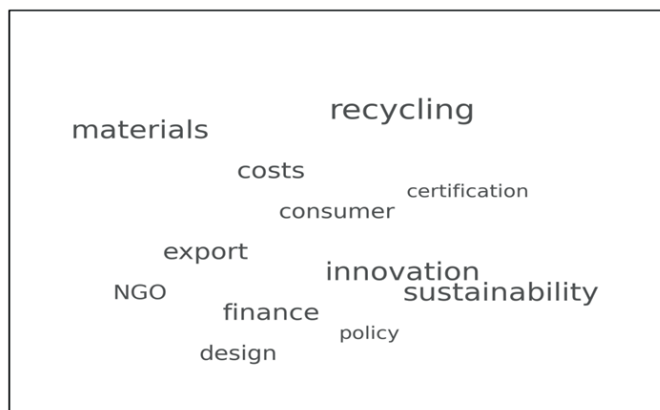 recycling
materials
costs
certification
consumer
export
innovation
NGO
sustainability
finance
policy
design